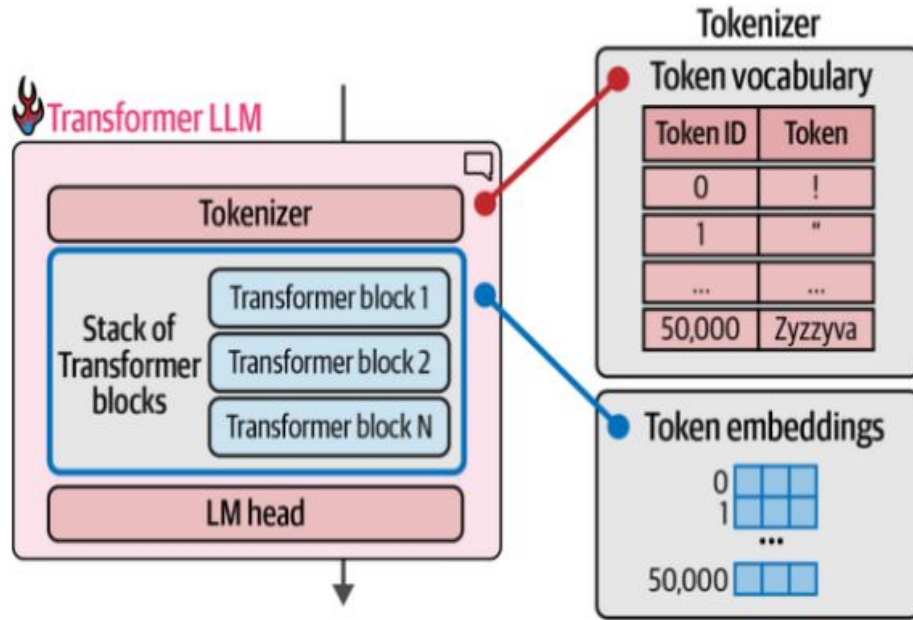 Transformer LLM
Tokenizer
Stack of
Transformer
blocks
Transformer block 1
Transformer block 2
Transformer block N
LM head
Tokenizer
Token vocabulary
Token ID Token
0 !
1 "
... ...
50,000 Zyzzyva
Token embeddings
0
1
...
50,000